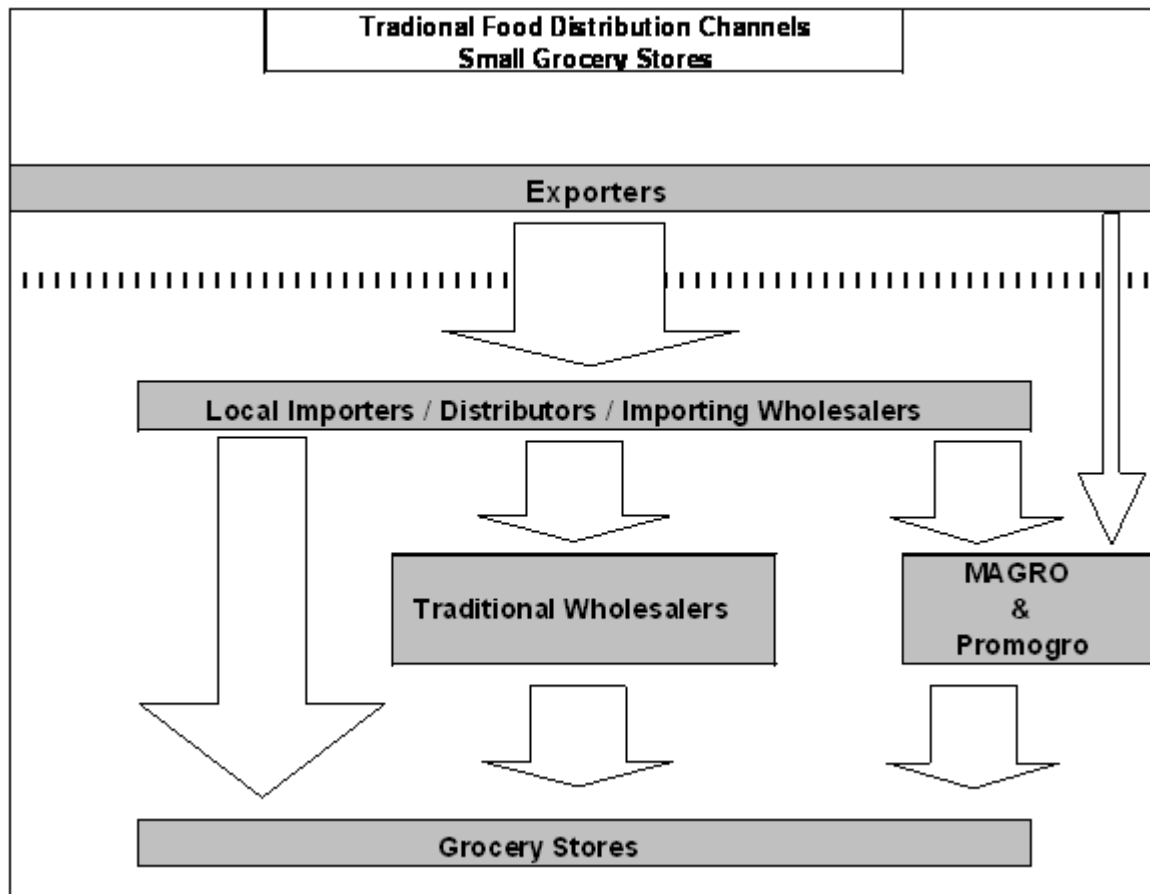 Tradional Food Distribution Channels
Small Grocery Stores
Exporters
Local Importers / Distributors / Importing Wholesalers
Traditional Wholesalers
MAGRO
&
Promogro
Grocery Stores